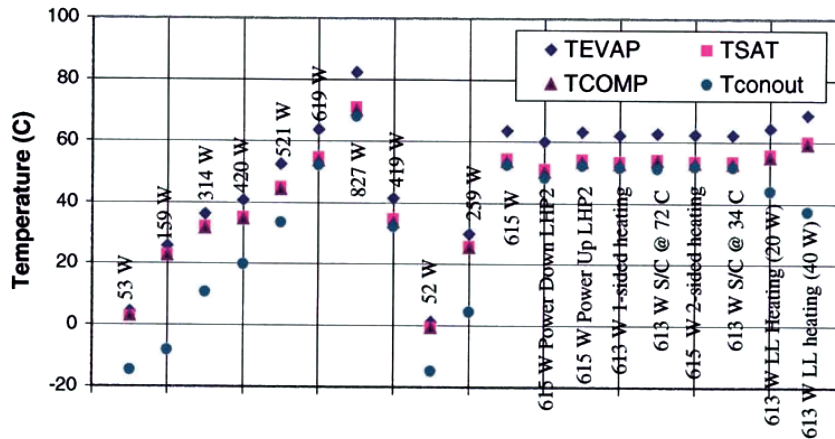 100
80
60
40
20
0
-20
Temperature (C)
TEVAP
TSAT
TCOMP
Tconout
53 W
159 W
314 W
420 W
521 W
619 W
827 W
419 W
52 W
259 W
615 W
615 W Power Down LHP2
615 W Power Up LHP2
613 W 1-sided heating
613 W S/C @ 72 C
615 W 2-sided heating
613 W S/C @ 34 C
613 W LL Heating (20 W)
613 W LL heating (40 W)